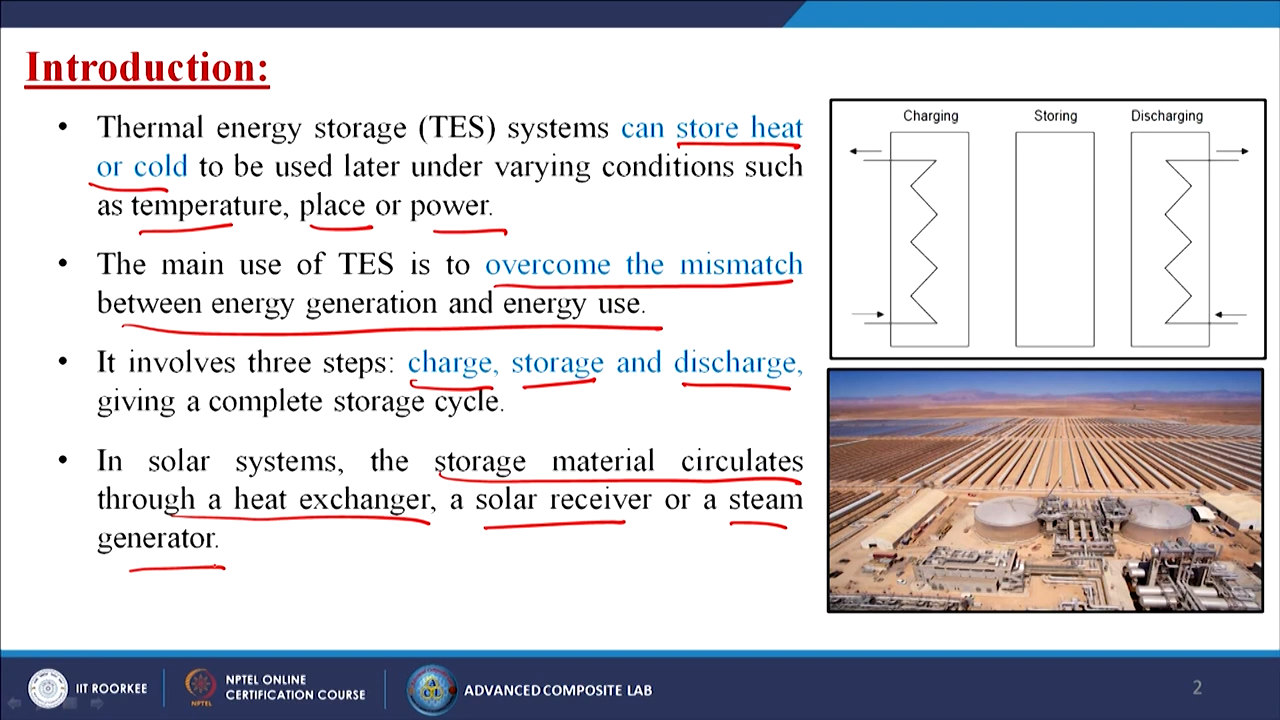 Introduction:
• Thermal energy storage (TES) systems can store heat
or cold to be used later under varying conditions such
as temperature, place or power.
• The main use of TES is to overcome the mismatch
between energy generation and energy use.
• It involves three steps: charge, storage and discharge,
giving a complete storage cycle.
• In solar systems, the storage material circulates
through a heat exchanger, a solar receiver or a steam
generator.
Charging
Storing
Discharging
IIT ROORKEE
NPTEL
NPTEL ONLINE
CERTIFICATION COURSE
ACL
ADVANCED COMPOSITE LAB
2